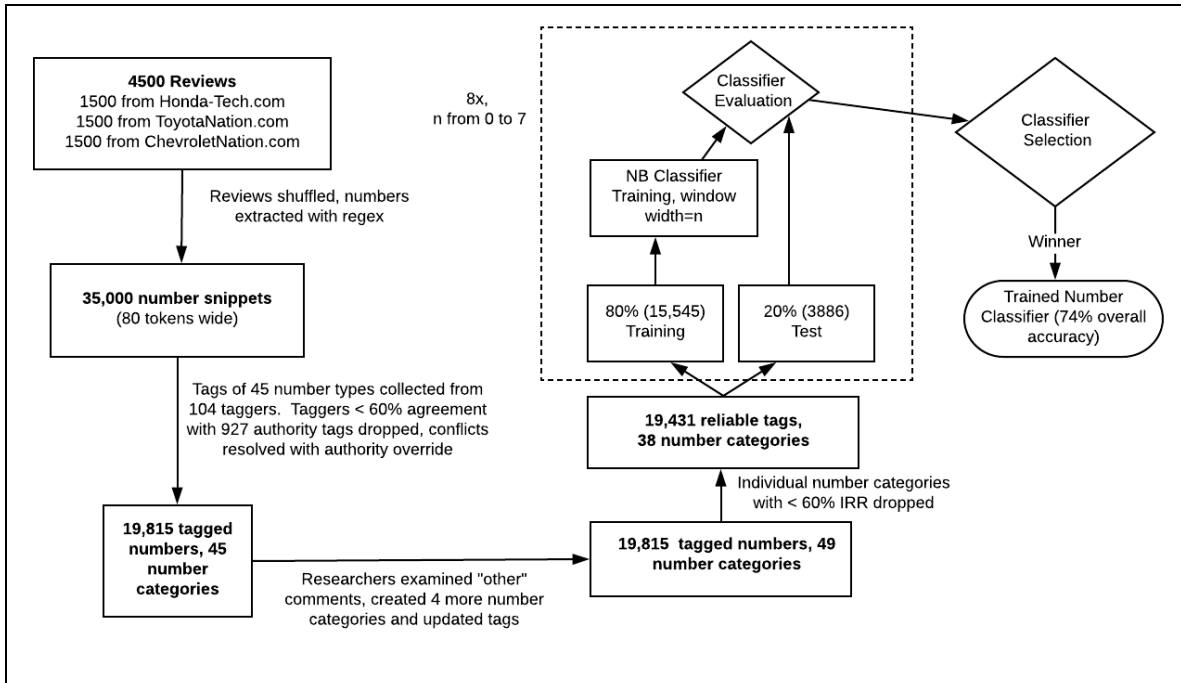 4500 Reviews
1500 from Honda-Tech.com
1500 from ToyotaNation.com
1500 from ChevroletNation.com
Reviews shuffled, numbers
extracted with regex
35,000 number snippets
(80 tokens wide)
Tags of 45 number types collected from
104 taggers.  Taggers < 60% agreement
with 927 authority tags dropped, conflicts
resolved with authority override
19,815 tagged
numbers, 45
number
categories
Researchers examined "other"
comments, created 4 more number
categories and updated tags
19,815  tagged numbers, 49
number categories
Individual number categories
with < 60% IRR dropped
19,431 reliable tags,
38 number categories
8x,
n from 0 to 7
80% (15,545)
Training
20% (3886)
Test
NB Classifier
Training, window
width=n
Classifier
Evaluation
Classifier
Selection
Winner
Trained Number
Classifier (74% overall
accuracy)